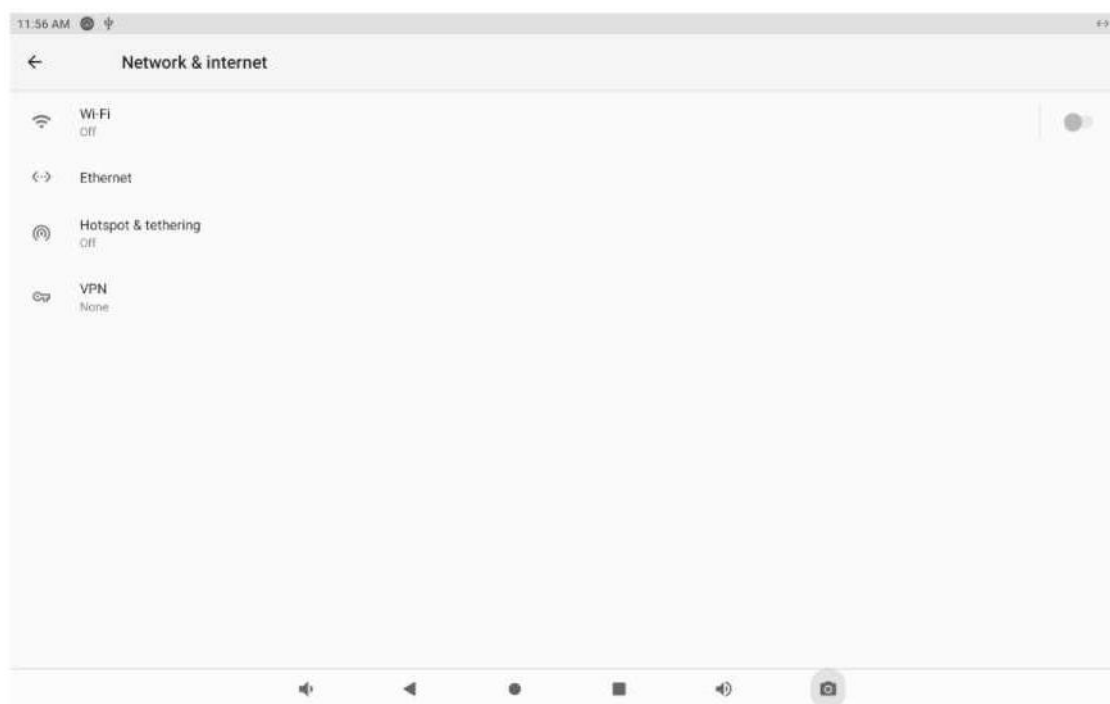 11:56 AM
Network & internet
Wi-Fi
Off
Ethernet
Hotspot & tethering
Off
VPN
None